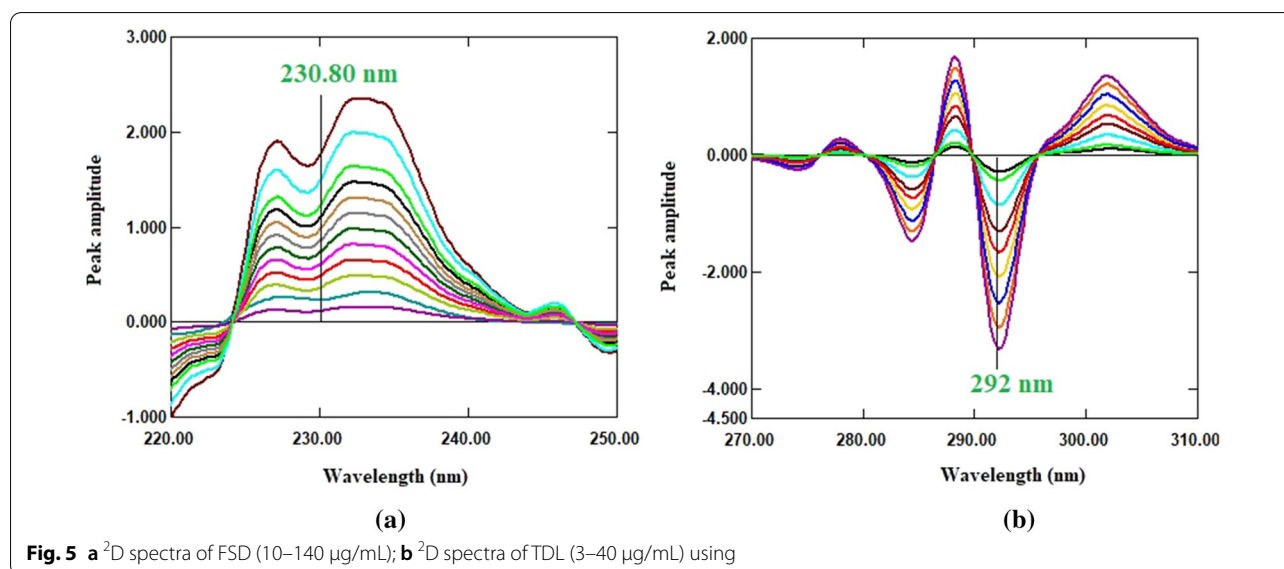 3.000
230.80 nm
2.000
1.000
0.000
-1.000
220.00 230.00 240.00 250.00
Peak amplitude
Wavelength (nm)
(a)
2.000
0.000
-2.000
-4.000
-4.500
292 nm
270.00 280.00 290.00 300.00 310.00
Peak amplitude
Wavelength (nm)
(b)
Fig. 5 a ²D spectra of FSD (10–140 µg/mL); b ²D spectra of TDL (3–40 µg/mL) using